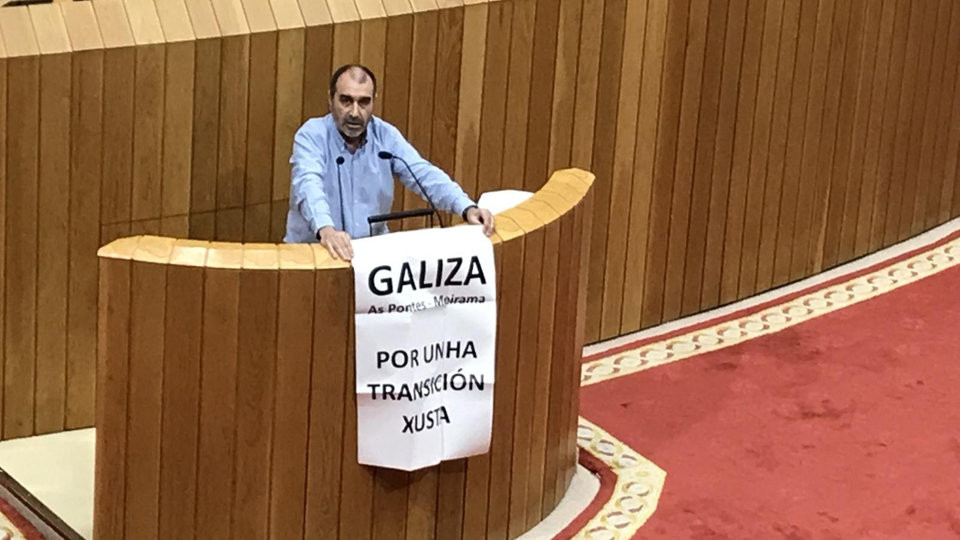 GALIZA
As Pontes - Meirama
POR UNHA
TRANSICIÓN
XUSTA